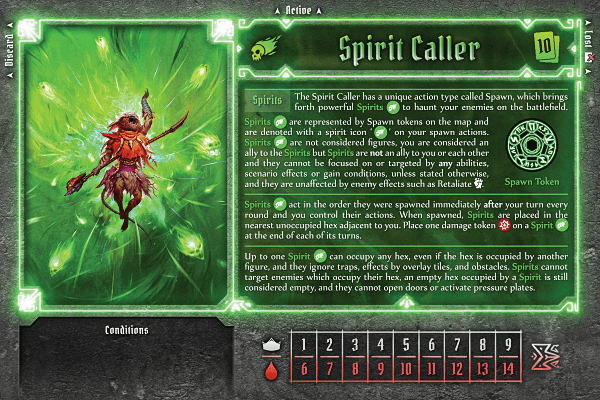 Active
Discard
Lost
Spirit Caller
10
Spirits
The Spirit Caller has a unique action type called Spawn, which brings
forth powerful Spirits to haunt your enemies on the battlefield.
Spirits are represented by Spawn tokens on the map and
are denoted with a spirit icon ‘ ’ on your spawn actions.
Spirits are not considered figures, you are considered an
ally to the Spirits but Spirits are not an ally to you or each other
and they cannot be focused on or targeted by any abilities,
scenario effects or gain conditions, unless stated otherwise,
and they are unaffected by enemy effects such as Retaliate .
Spawn Token
Spirits act in the order they were spawned immediately after your turn every
round and you control their actions. When spawned, Spirits are placed in the
nearest unoccupied hex adjacent to you. Place one damage token on a Spirit
at the end of each of its turns.
Up to one Spirit can occupy any hex, even if the hex is occupied by another
figure, and they ignore traps, effects by overlay tiles, and obstacles. Spirits cannot
target enemies which occupy their hex, an empty hex occupied by a Spirit is still
considered empty, and they cannot open doors or activate pressure plates.
Conditions
1 2 3 4 5 6 7 8 9
6 7 8 9 10 11 12 13 14